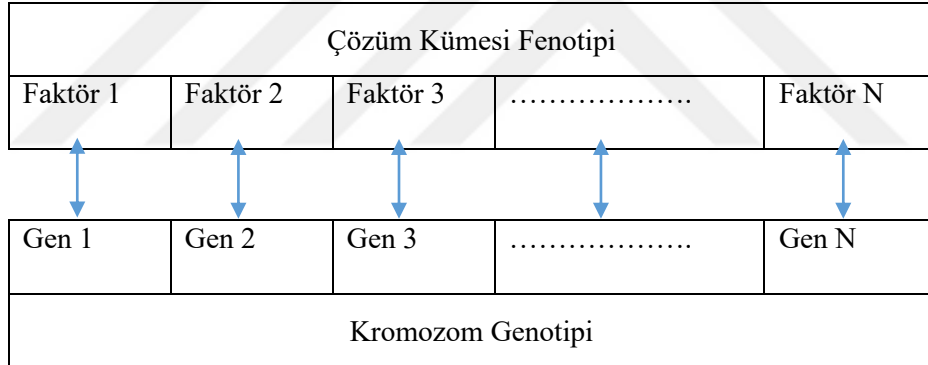 Çözüm Kümesi Fenotipi
Faktör 1 Faktör 2 Faktör 3 ………………. Faktör N
Gen 1 Gen 2 Gen 3 ………………. Gen N
Kromozom Genotipi